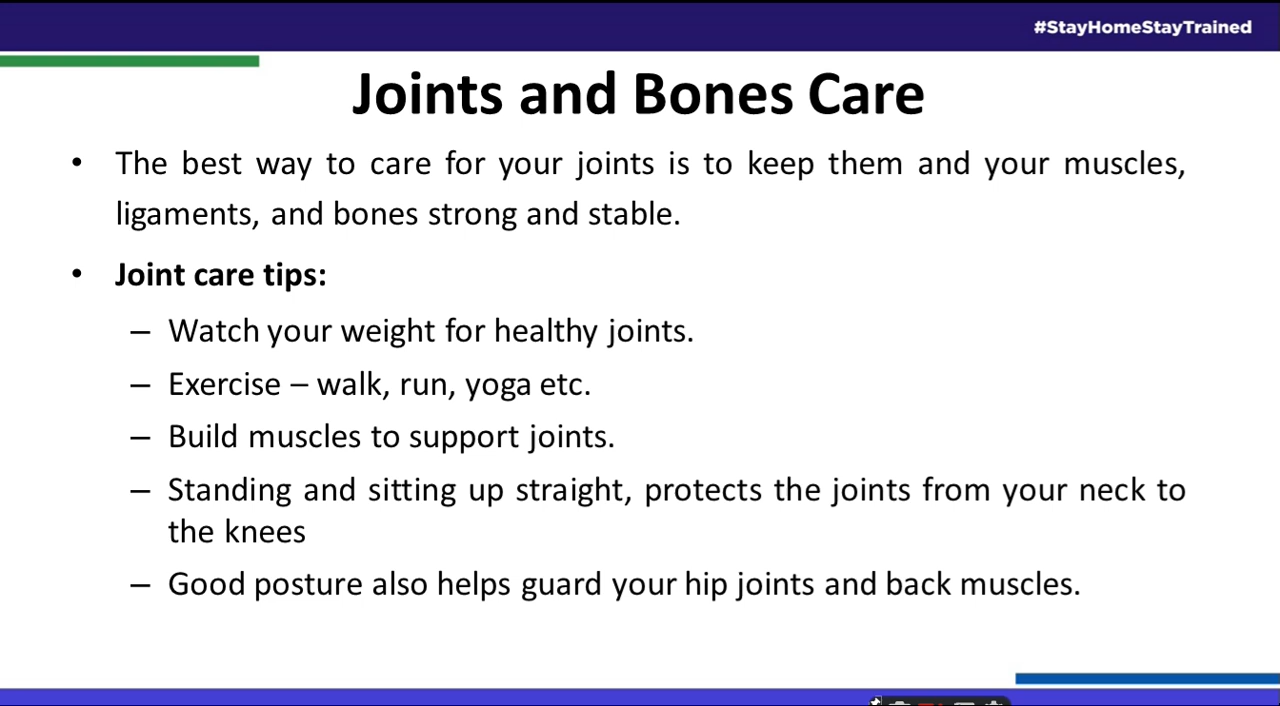 #StayHomeStayTrained
Joints and Bones Care
• The best way to care for your joints is to keep them and your muscles,
ligaments, and bones strong and stable.
• Joint care tips:
– Watch your weight for healthy joints.
– Exercise – walk, run, yoga etc.
– Build muscles to support joints.
– Standing and sitting up straight, protects the joints from your neck to
the knees
– Good posture also helps guard your hip joints and back muscles.